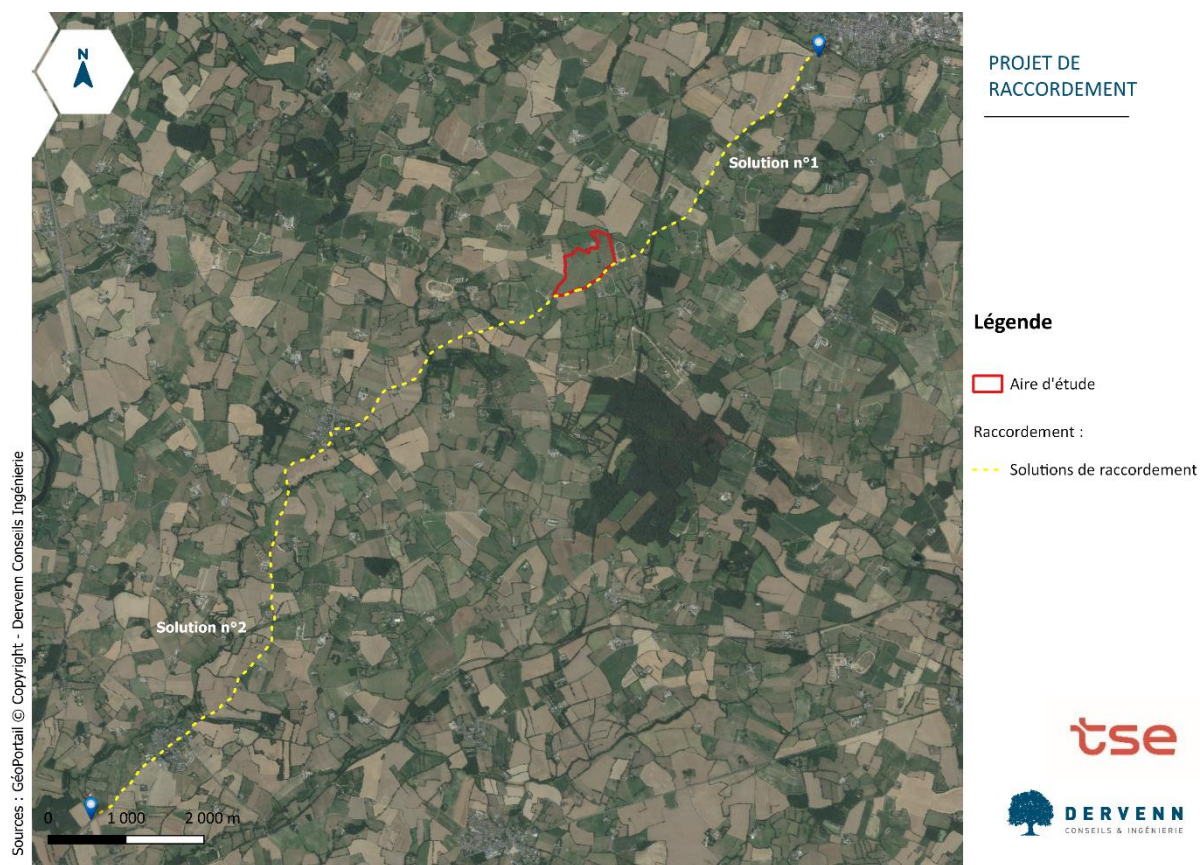 N
PROJET DE
RACCORDEMENT
Solution n°1
Légende
Aire d'étude
Raccordement :
Solutions de raccordement
Solution n°2
0 1 000 2 000 m
Sources : GéoPortail © Copyright - Dervenn Conseils Ingénierie
tse
DERVENN
CONSEILS & INGÉNIERIE